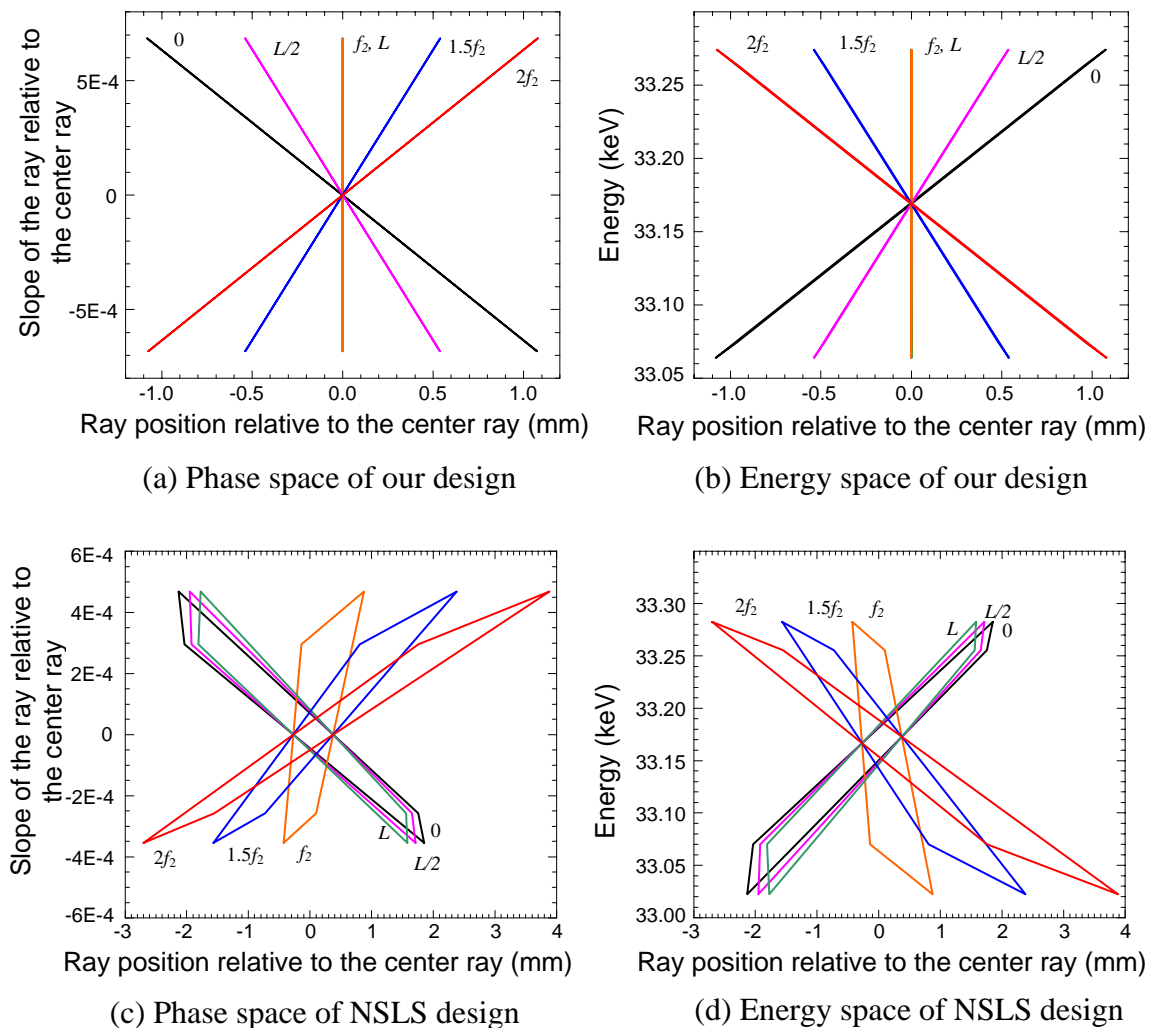 Slope of the ray relative to
the center ray
5E-4
0
-5E-4
0
L/2
f2, L
1.5f2
2f2
-1.0 -0.5 0.0 0.5 1.0
Ray position relative to the center ray (mm)
(a) Phase space of our design
Energy (keV)
33.25
33.20
33.15
33.10
33.05
2f2
1.5f2
f2, L
L/2
0
-1.0 -0.5 0.0 0.5 1.0
Ray position relative to the center ray (mm)
(b) Energy space of our design
Slope of the ray relative to
the center ray
6E-4
4E-4
2E-4
0
-2E-4
-4E-4
-6E-4
2f2
1.5f2
f2
L
0
L/2
-3 -2 -1 0 1 2 3 4
Ray position relative to the center ray (mm)
(c) Phase space of NSLS design
Energy (keV)
33.30
33.25
33.20
33.15
33.10
33.05
33.00
2f2
1.5f2
f2
L
L/2
0
-3 -2 -1 0 1 2 3 4
Ray position relative to the center ray (mm)
(d) Energy space of NSLS design